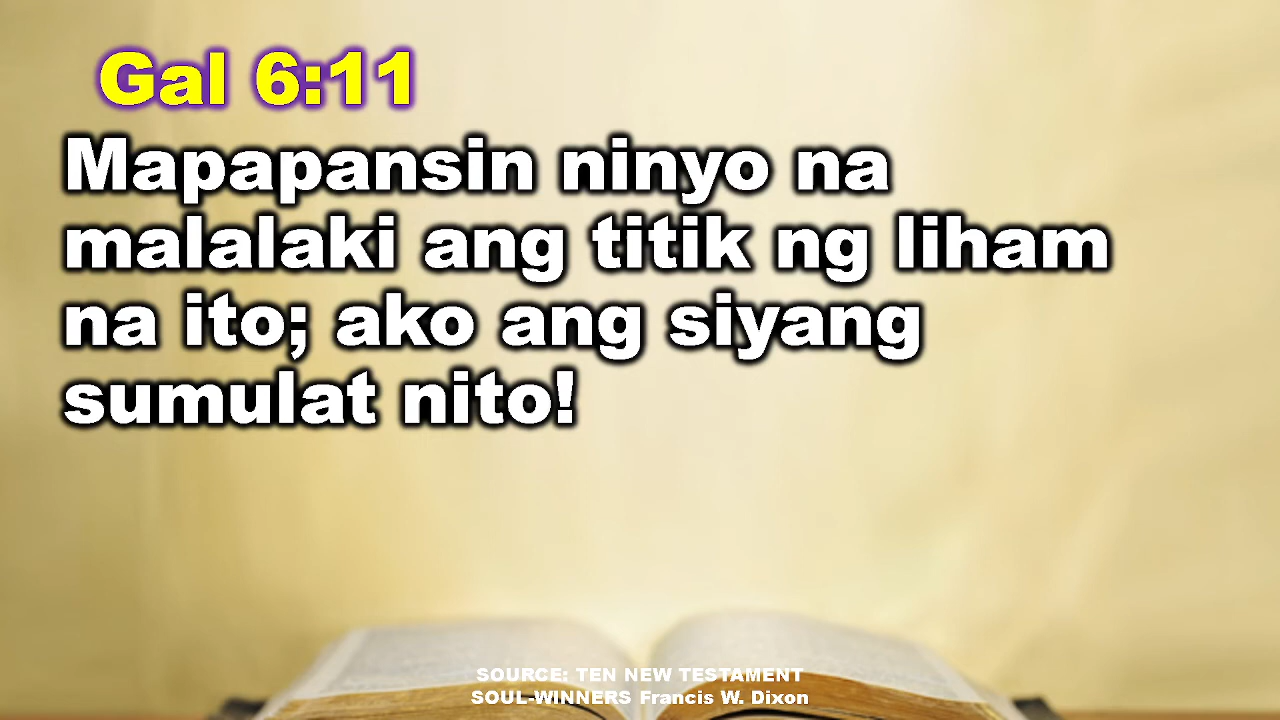 Gal 6:11
Mapapansin ninyo na
malalaki ang titik ng liham
na ito; ako ang siyang
sumulat nito!
SOURCE: TEN NEW TESTAMENT
SOUL-WINNERS Francis W. Dixon